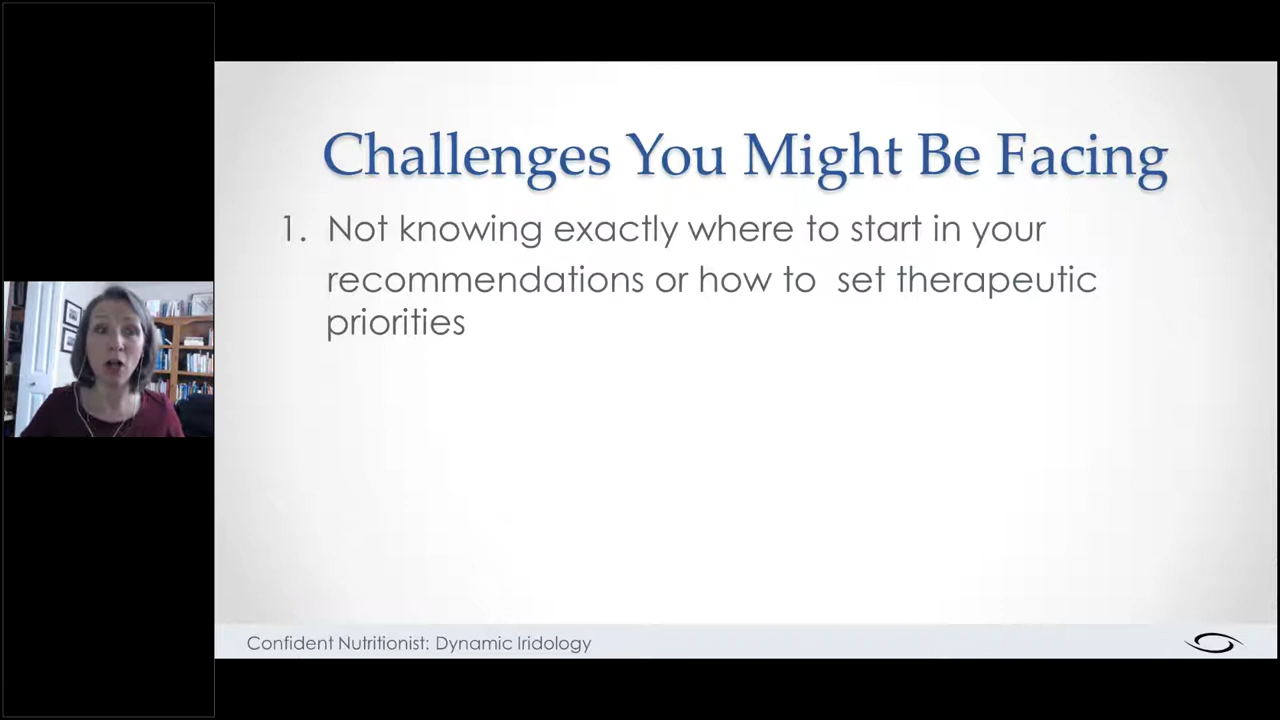 Challenges You Might Be Facing
1. Not knowing exactly where to start in your
recommendations or how to  set therapeutic
priorities
Confident Nutritionist: Dynamic Iridology